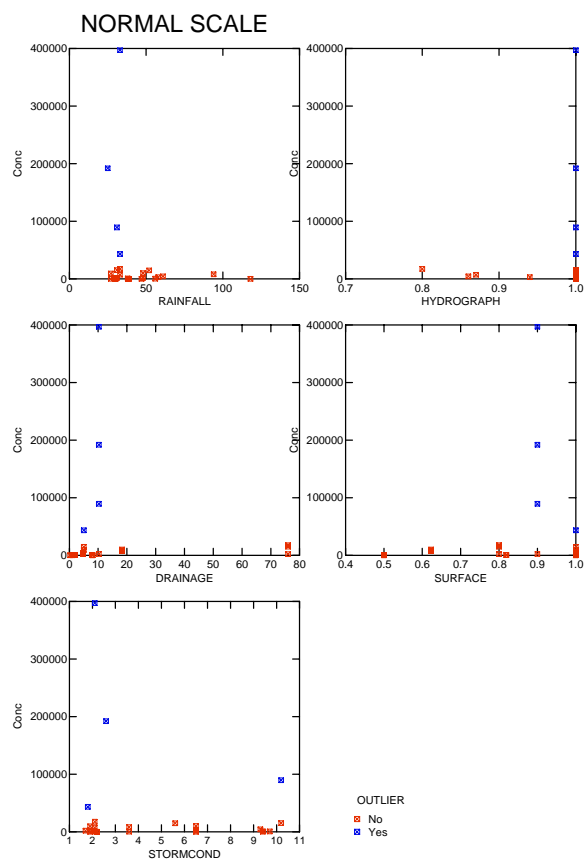 NORMAL SCALE
400000 400000
300000 300000
200000 200000
100000 100000
0 0
Conc Conc
0 50 100 150 0.7 0.8 0.9 1.0
RAINFALL HYDROGRAPH
400000 400000
300000 300000
200000 200000
100000 100000
0 0
Conc Conc
0 10 20 30 40 50 60 70 80 0.4 0.5 0.6 0.7 0.8 0.9 1.0
DRAINAGE SURFACE
400000
300000
200000
100000
0
Conc
1 2 3 4 5 6 7 8 9 10 11
STORMCOND
OUTLIER
No
Yes